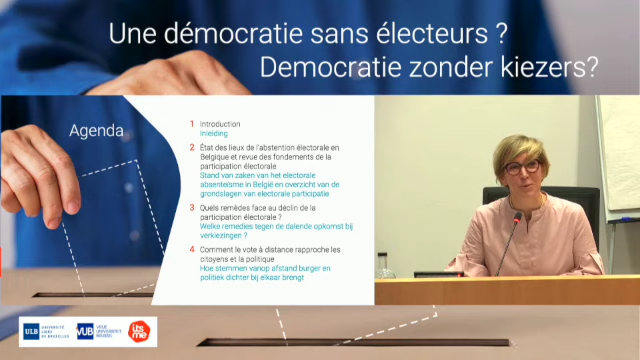 Une démocratie sans électeurs ?
Democratie zonder kiezers?
Agenda
1 Introduction
Inleiding
2 État des lieux de l'abstention électorale en
Belgique et revue des fondements de la
participation électorale
Stand van zaken van het electorale
absenteïsme in België en overzicht van de
grondslagen van electorale participatie
3 Quels remèdes face au déclin de la
participation électorale ?
Welke remedies tegen de dalende opkomst bij
verkiezingen ?
4 Comment le vote à distance rapproche les
citoyens et la politique
Hoe stemmen vanop afstand burger en
politiek dichter bij elkaar brengt
ULB
UNIVERSITÉ
LIBRE
DE BRUXELLES
VUB
VRIJE
UNIVERSITEIT
BRUSSEL
itsme